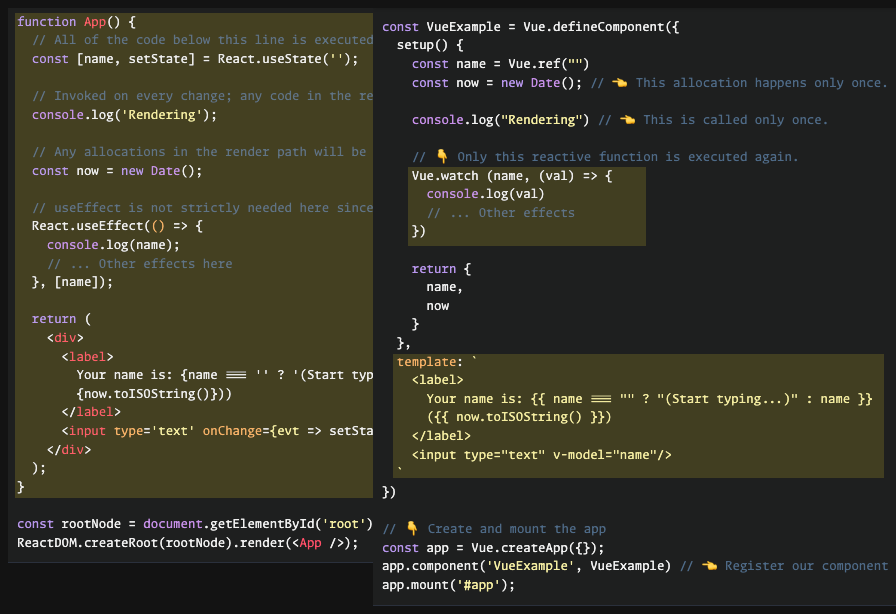 function App() {
// All of the code below this line is executed
const [name, setState] = React.useState('');
// Invoked on every change; any code in the re
console.log('Rendering');
// Any allocations in the render path will be
const now = new Date();
// useEffect is not strictly needed here since
React.useEffect(() => {
console.log(name);
// ... Other effects here
}, [name]);
return (
<div>
<label>
Your name is: {name === '' ? '(Start typ
{now.toISOString()}))
</label>
<input type='text' onChange={evt => setSta
</div>
);
}
const rootNode = document.getElementById('root')
ReactDOM.createRoot(rootNode).render(<App />);
const VueExample = Vue.defineComponent({
setup() {
const name = Vue.ref("")
const now = new Date(); // 👈 This allocation happens only once.
console.log("Rendering") // 👈 This is called only once.
// 👇 Only this reactive function is executed again.
Vue.watch (name, (val) => {
console.log(val)
// ... Other effects
})
return {
name,
now
}
},
template: `
<label>
Your name is: {{ name === "" ? "(Start typing...)" : name }}
({{ now.toISOString() }})
</label>
<input type="text" v-model="name"/>
`
})
// 👇 Create and mount the app
const app = Vue.createApp({});
app.component('VueExample', VueExample) // 👈 Register our component
app.mount('#app');